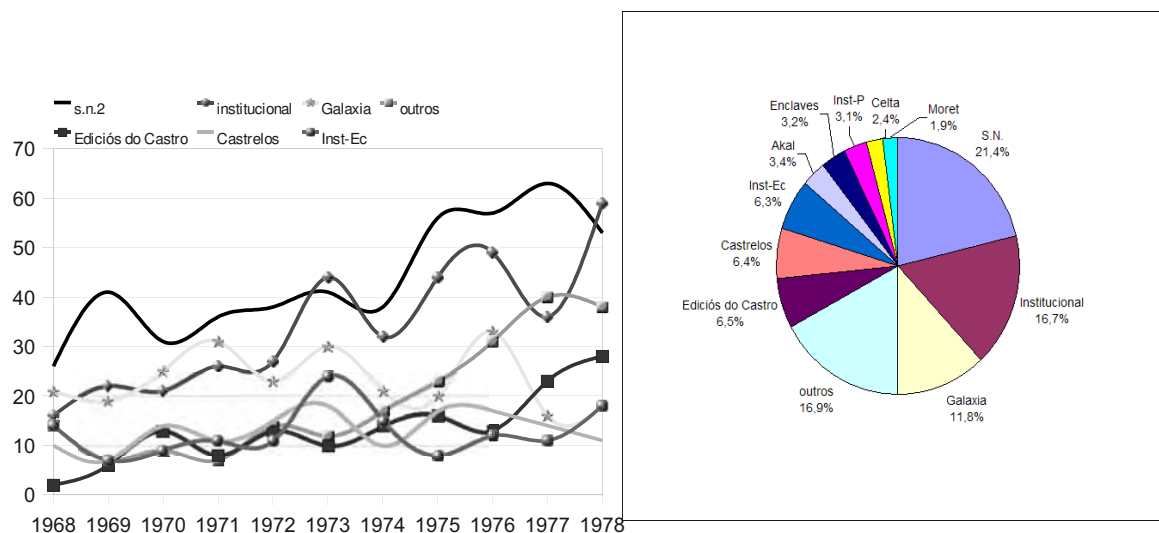 s.n.2
institucional
Galaxia
outros
Ediciós do Castro
Castrelos
Inst-Ec
70
60
50
40
30
20
10
0
1968 1969 1970 1971 1972 1973 1974 1975 1976 1977 1978
Enclaves
3,2%
Inst-P
3,1%
Celta
2,4%
Moret
1,9%
S.N.
21,4%
Akal
3,4%
Inst-Ec
6,3%
Castrelos
6,4%
Ediciós do Castro
6,5%
Institucional
16,7%
outros
16,9%
Galaxia
11,8%